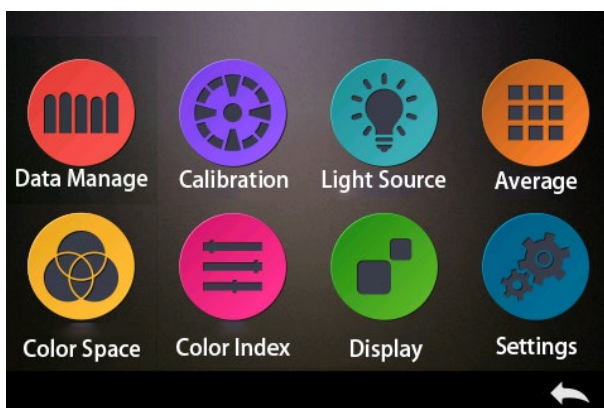 Data Manage
Calibration
Light Source
Average
Color Space
Color Index
Display
Settings